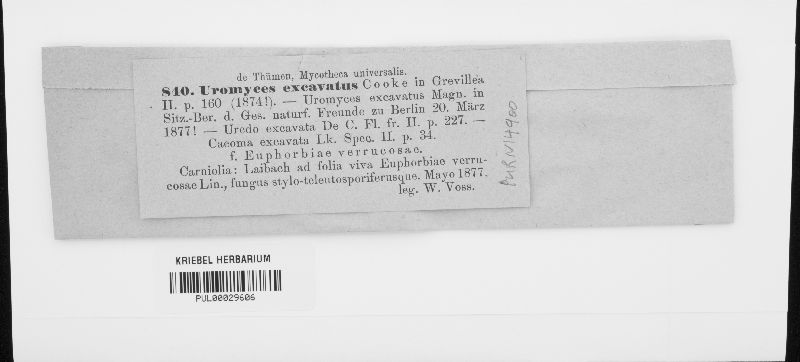 de Thümen, Mycotheca universalis.
840. Uromyces excavatus Cooke in Grevillea
II. p. 160 (1874!). — Uromyces excavatus Magn. in
Sitz.-Ber. d. Ges. naturf. Freunde zu Berlin 20. März
1877! — Uredo excavata De C. Fl. fr. II. p. 227. —
Caeoma excavata Lk. Spec. II. p. 34.
f. Euphorbiae verrucosae.
Carniolia: Laibach ad folia viva Euphorbiae verru-
cosae Lin., fungus stylo-teleutosporiferusque. Mayo 1877.
leg. W. Voss.
PURN14900
KRIEBEL HERBARIUM
PUL00029606